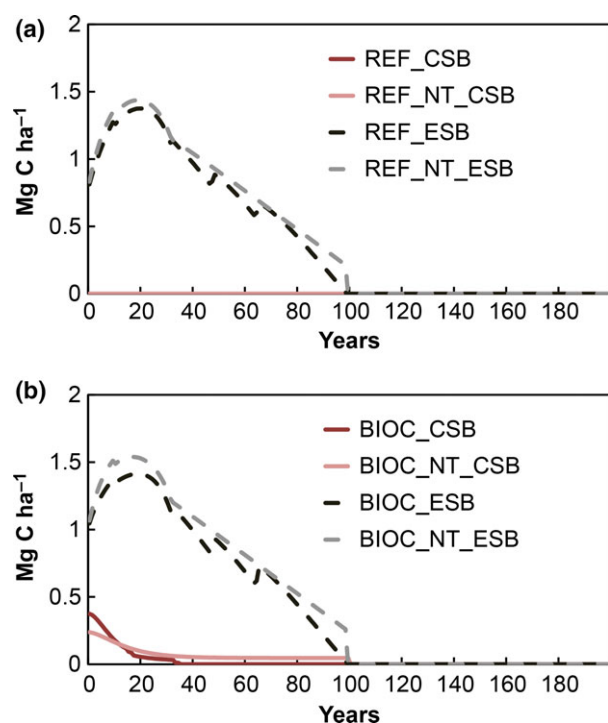 (a)
2
1.5
1
0.5
0
Mg C ha⁻¹
REF_CSB
REF_NT_CSB
REF_ESB
REF_NT_ESB
0 20 40 60 80 100 120 140 160 180
Years
(b)
2
1.5
1
0.5
0
Mg C ha⁻¹
BIOC_CSB
BIOC_NT_CSB
BIOC_ESB
BIOC_NT_ESB
0 20 40 60 80 100 120 140 160 180
Years